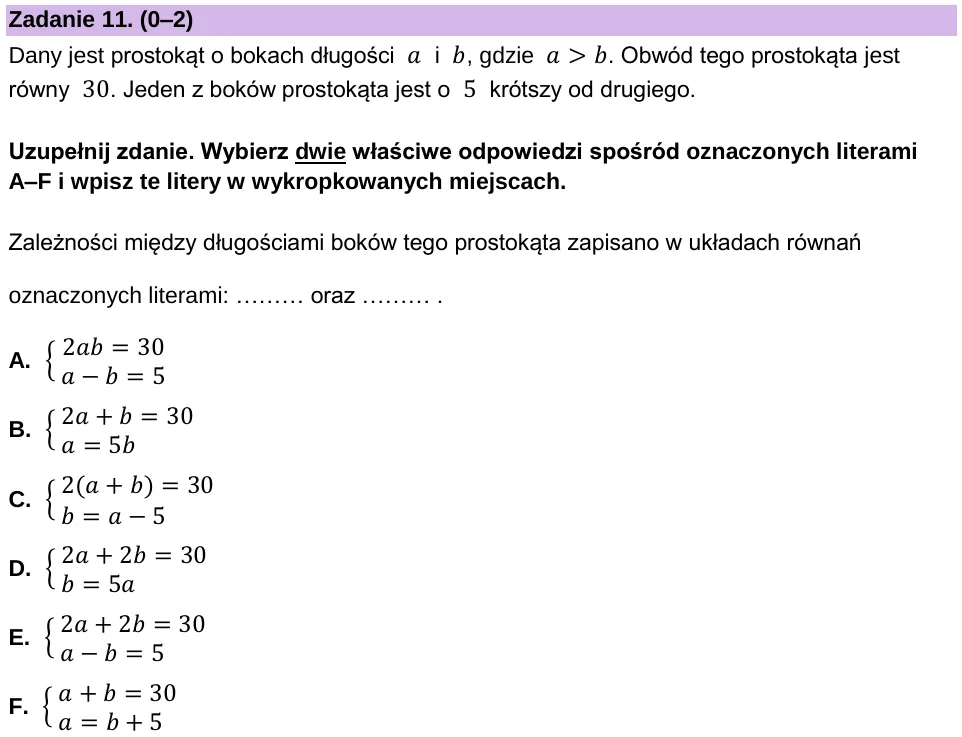 Zadanie 11. (0–2)
Dany jest prostokąt o bokach długości a i b, gdzie a > b. Obwód tego prostokąta jest
równy 30. Jeden z boków prostokąta jest o 5 krótszy od drugiego.
Uzupełnij zdanie. Wybierz dwie właściwe odpowiedzi spośród oznaczonych literami
A–F i wpisz te litery w wykropkowanych miejscach.
Zależności między długościami boków tego prostokąta zapisano w układach równań
oznaczonych literami: ……… oraz ……… .
A. { 2ab = 30
a − b = 5
B. { 2a + b = 30
a = 5b
C. { 2(a + b) = 30
b = a − 5
D. { 2a + 2b = 30
b = 5a
E. { 2a + 2b = 30
a − b = 5
F. { a + b = 30
a = b + 5